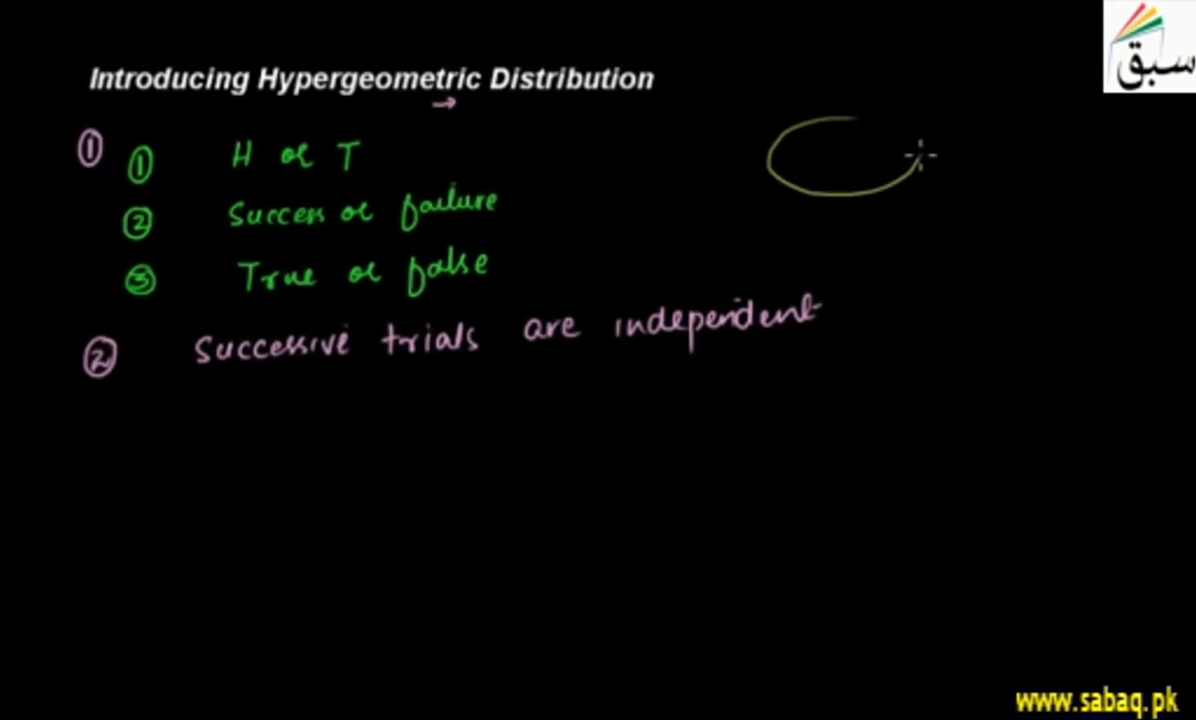 سبق
Introducing Hypergeometric Distribution
① ① H or T
② Success or failure
③ True or false
② Successive trials are independent
www.sabaq.pk